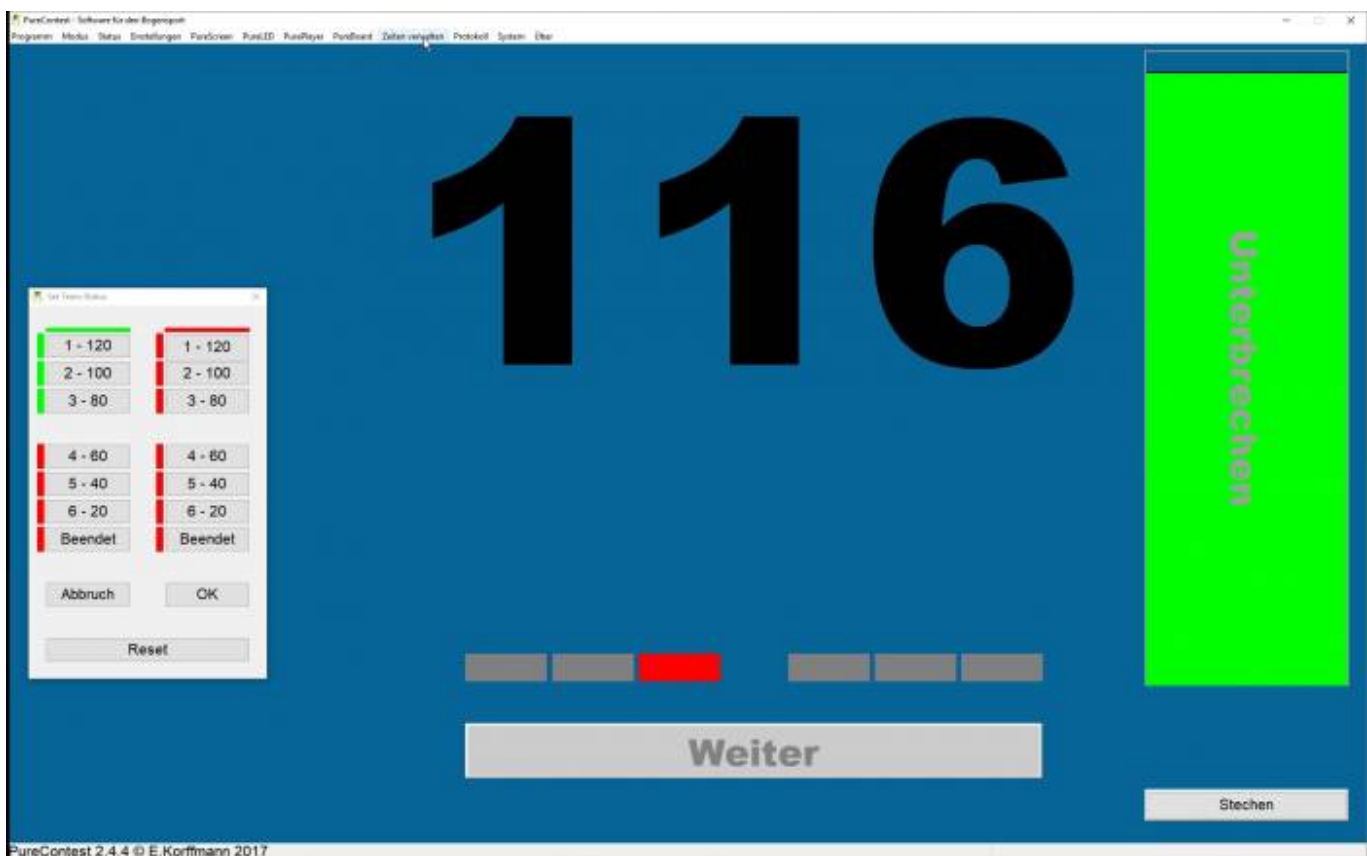 PureContest - Software für den Bogensport
Programm Modus Status Einstellungen PureScreen PureLED PurePlayer PureBoard Zeiten verwalten Protokoll System Über
116
Unterbrechen
Set Team Status
1 - 120 1 - 120
2 - 100 2 - 100
3 - 80 3 - 80
4 - 60 4 - 60
5 - 40 5 - 40
6 - 20 6 - 20
Beendet Beendet
Abbruch OK
Reset
Weiter
Stechen
PureContest 2.4.4 © E.Korffmann 2017